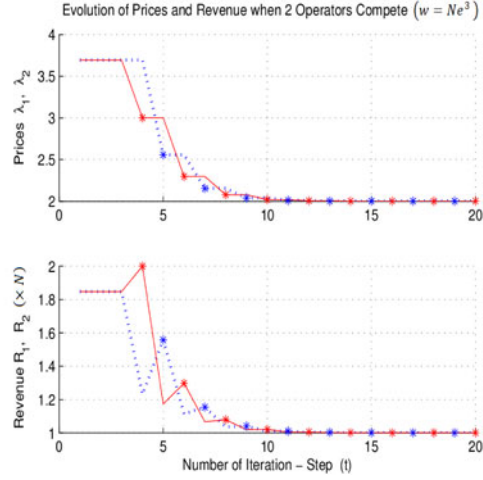 Evolution of Prices and Revenue when 2 Operators Compete (w = Ne³)
4
3.5
3
2.5
2
Prices λ₁, λ₂
0 5 10 15 20
2
1.8
1.6
1.4
1.2
1
Revenue R₁, R₂ (× N)
0 5 10 15 20
Number of Iteration − Step (t)